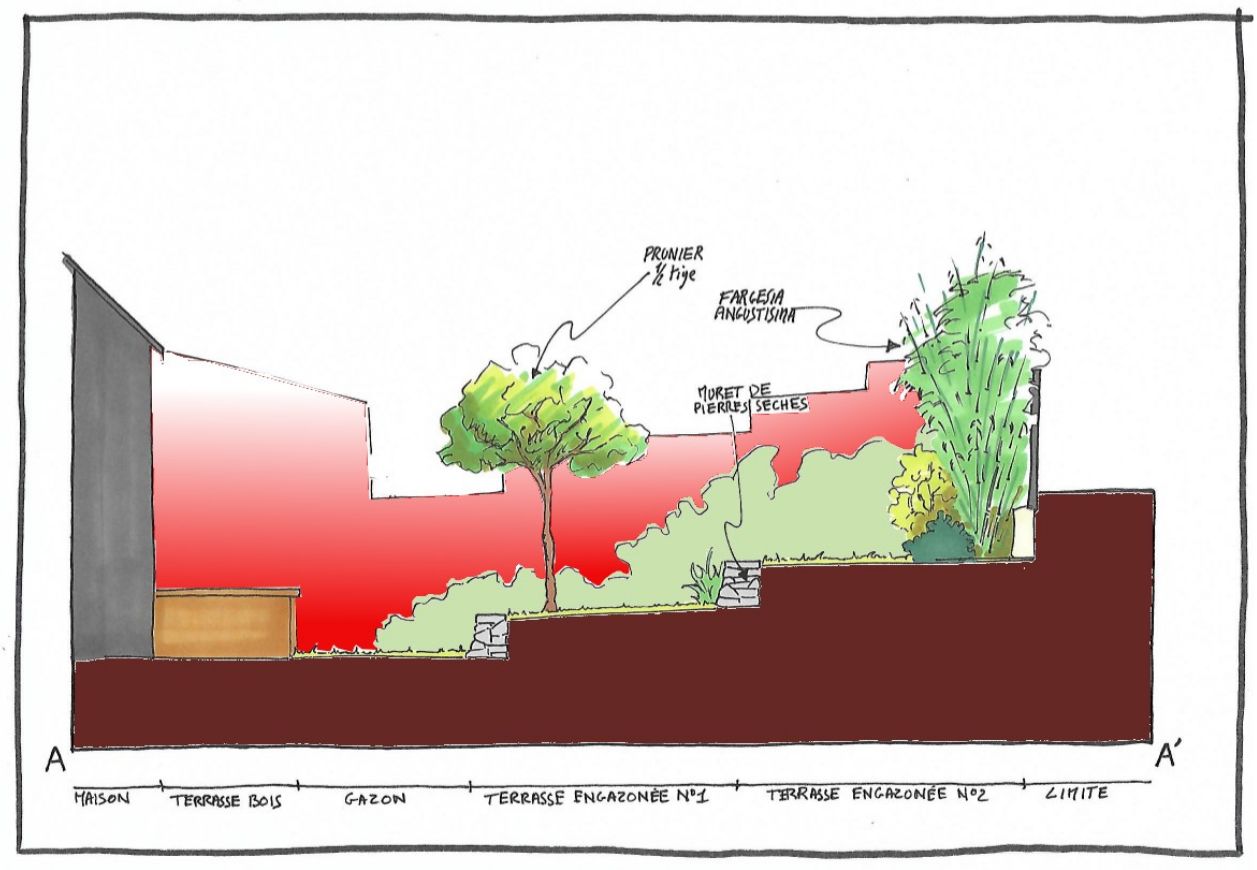 PRUNIER
1/2 tige
FARGESIA
ANGUSTISIMA
MURET DE
PIERRES SECHES
A
A'
MAISON
TERRASSE BOIS
GAZON
TERRASSE ENGAZONÉE N°1
TERRASSE ENGAZONÉE N°2
LIMITE